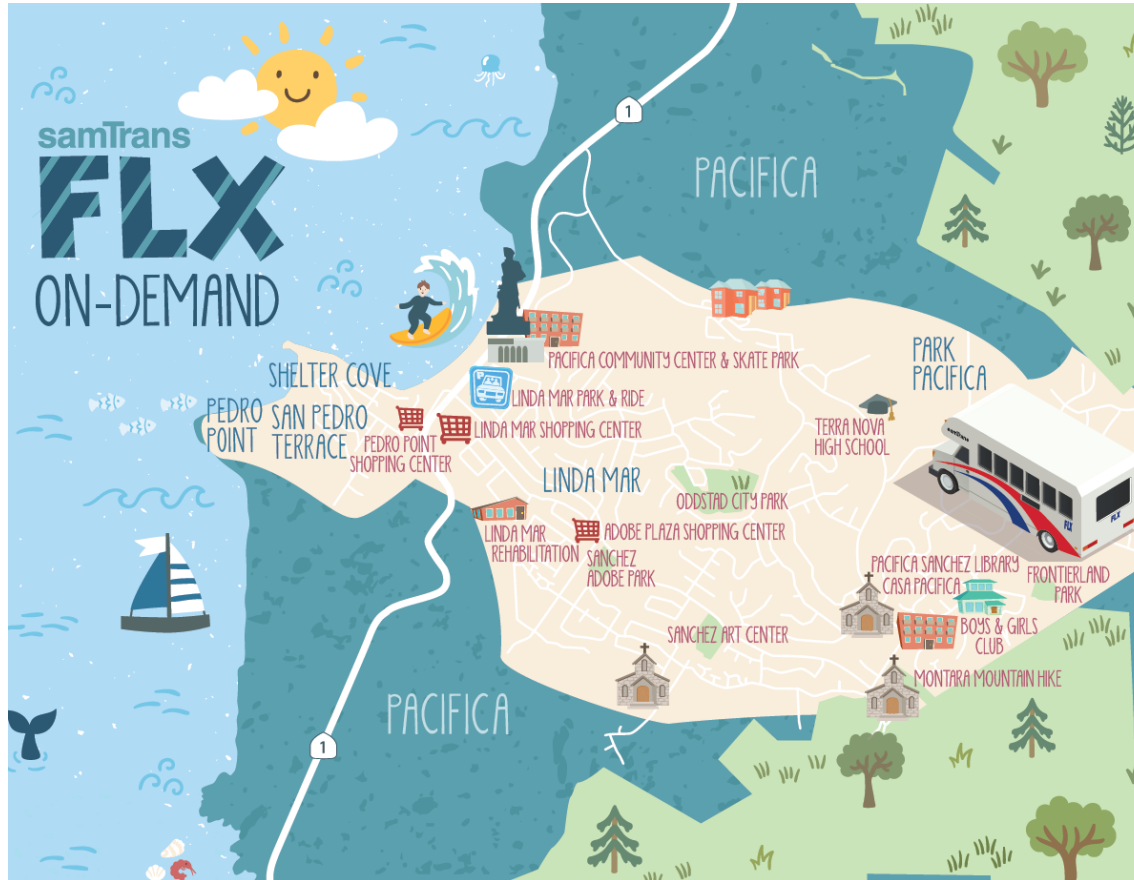 samTrans
FLX
ON-DEMAND
1
PACIFICA
PACIFICA COMMUNITY CENTER & SKATE PARK
PARK
PACIFICA
SHELTER COVE
LINDA MAR PARK & RIDE
P
PEDRO
POINT
SAN PEDRO
TERRACE
PEDRO POINT
SHOPPING CENTER
LINDA MAR SHOPPING CENTER
TERRA NOVA
HIGH SCHOOL
samTrans
FLX
FLX
LINDA MAR
ODDSTAD CITY PARK
LINDA MAR
REHABILITATION
ADOBE PLAZA SHOPPING CENTER
SANCHEZ
ADOBE PARK
PACIFICA SANCHEZ LIBRARY
CASA PACIFICA
FRONTIERLAND
PARK
BOYS & GIRLS
CLUB
SANCHEZ ART CENTER
MONTARA MOUNTAIN HIKE
PACIFICA
1